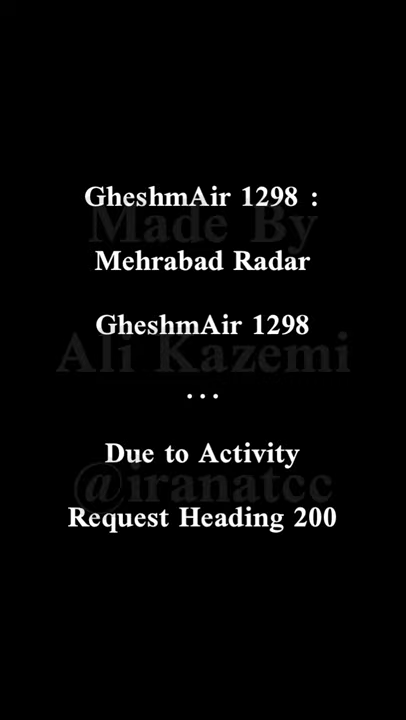 GheshmAir 1298 :
Made By
Mehrabad Radar
GheshmAir 1298
Ali Kazemi
...
Due to Activity
@iranatcc
Request Heading 200